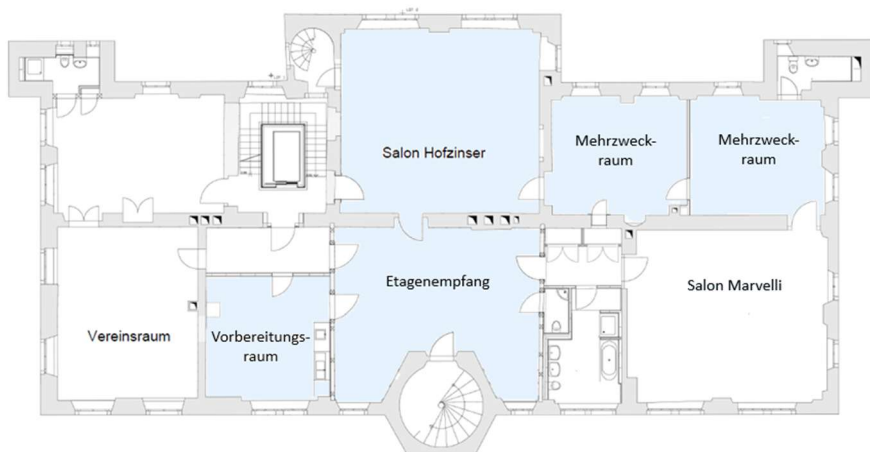 Salon Hofzinser
Mehrzweck-
raum
Mehrzweck-
raum
Etagenempfang
Salon Marvelli
Vereinsraum
Vorbereitungs-
raum